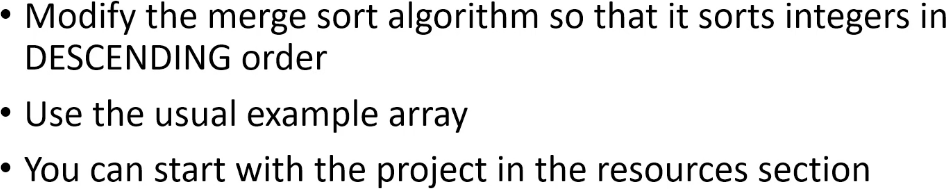 • Modify the merge sort algorithm so that it sorts integers in
DESCENDING order
• Use the usual example array
• You can start with the project in the resources section